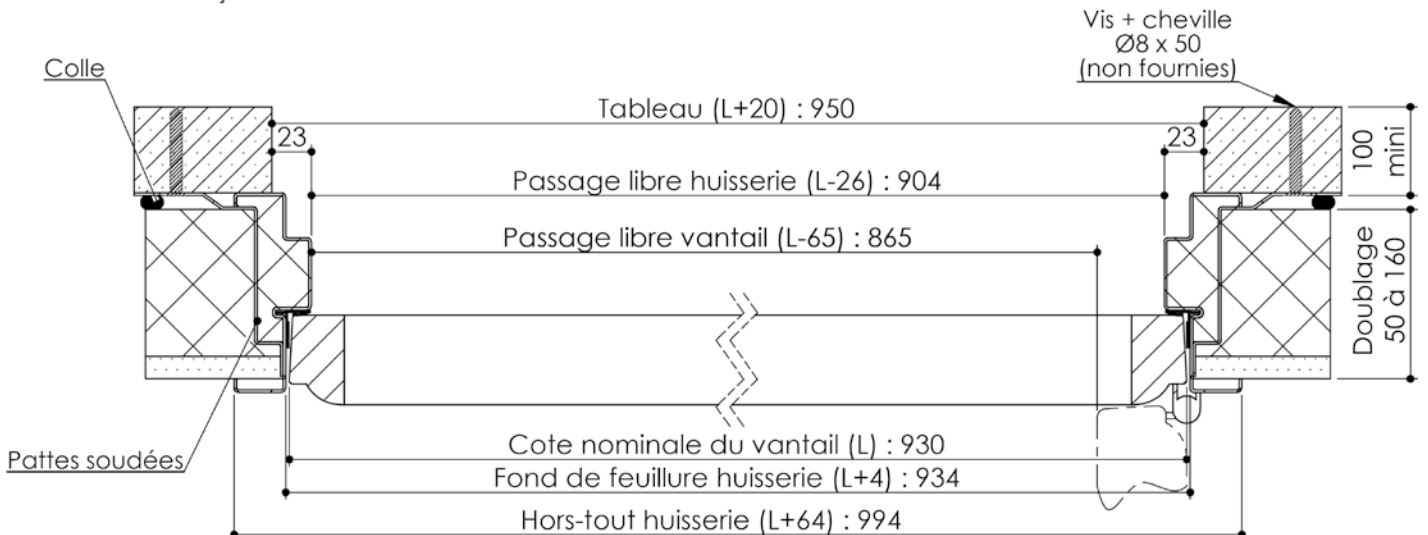 Vis + cheville
Ø8 x 50
(non fournies)
Colle
Tableau (L+20) : 950
23
23
100
mini
Passage libre huisserie (L-26) : 904
Passage libre vantail (L-65) : 865
Doublage
50 à 160
Cote nominale du vantail (L) : 930
Pattes soudées
Fond de feuillure huisserie (L+4) : 934
Hors-tout huisserie (L+64) : 994